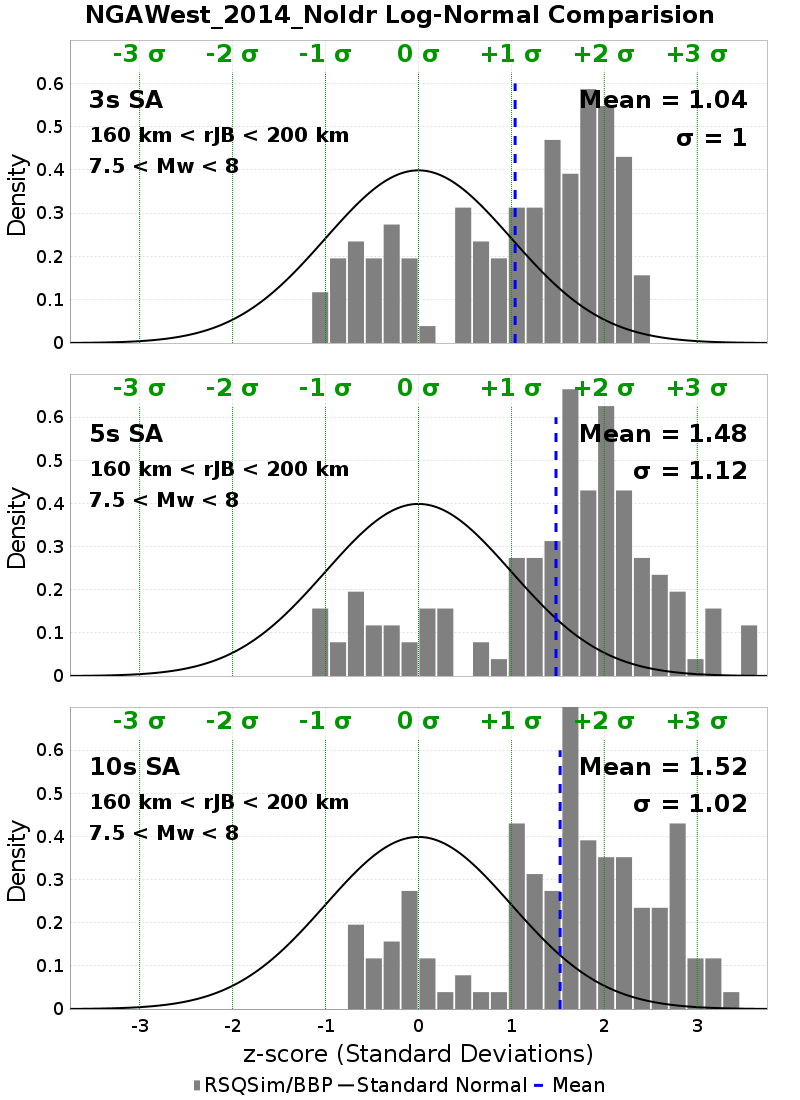 NGAWest_2014_NoIdr Log-Normal Comparision
-3 σ -2 σ -1 σ 0 σ +1 σ +2 σ +3 σ
3s SA
Mean = 1.04
160 km < rJB < 200 km
σ = 1
7.5 < Mw < 8
0.6
0.5
0.4
0.3
0.2
0.1
0
Density
-3 σ -2 σ -1 σ 0 σ +1 σ +2 σ +3 σ
5s SA
Mean = 1.48
160 km < rJB < 200 km
σ = 1.12
7.5 < Mw < 8
0.6
0.5
0.4
0.3
0.2
0.1
0
Density
-3 σ -2 σ -1 σ 0 σ +1 σ +2 σ +3 σ
10s SA
Mean = 1.52
160 km < rJB < 200 km
σ = 1.02
7.5 < Mw < 8
0.6
0.5
0.4
0.3
0.2
0.1
0
Density
-3 -2 -1 0 1 2 3
z-score (Standard Deviations)
RSQSim/BBP Standard Normal Mean